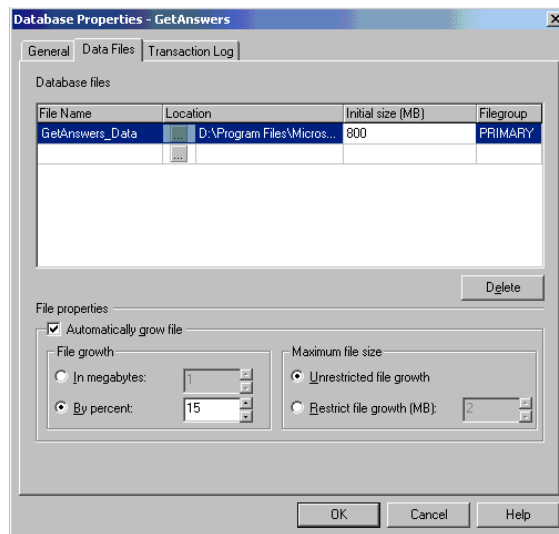 Database Properties - GetAnswers
General Data Files Transaction Log
Database files
File Name Location Initial size (MB) Filegroup
GetAnswers_Data ... D:\Program Files\Micros... 800 PRIMARY
...
Delete
File properties
Automatically grow file
File growth Maximum file size
In megabytes: 1 Unrestricted file growth
By percent: 15 Restrict file growth (MB): 2
OK Cancel Help